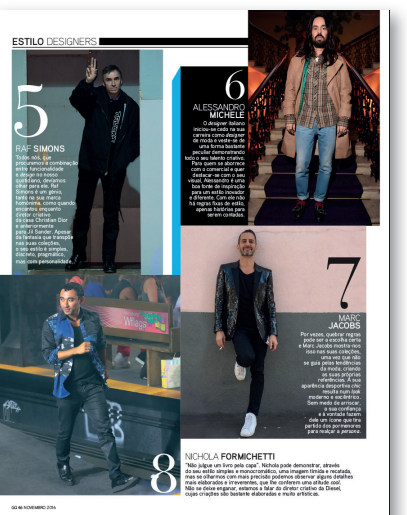 ESTILO DESIGNERS
5
RAF SIMONS
Todos nós, que
procuramos a combinação
entre funcionalidade
e design no nosso
quotidiano, devíamos
olhar para ele. Raf
Simons é um génio,
tanto na sua marca
homónima, como quando
encantou enquanto
diretor criativo
da casa Christian Dior
e anteriormente
para Jil Sander. Apesar
da fantasia que transpõe
nas suas coleções,
o seu estilo é simples,
discreto, pragmático,
mas com personalidade.
6
ALESSANDRO
MICHELE
O designer italiano
iniciou-se cedo na sua
carreira como designer
de moda e veste-se de
uma forma bastante
peculiar demonstrando
todo o seu talento criativo.
Para quem se aborrece
com o comercial e quer
destacar-se com o seu
visual, Alessandro é uma
boa fonte de inspiração
para um estilo inovador
e diferente. Com ele não
há regras fixas de estilo,
apenas histórias para
serem contadas.
7
MARC
JACOBS
Por vezes, quebrar regras
pode ser a escolha certa
e Marc Jacobs mostra-nos
isso nas suas coleções,
uma vez que não
se guia pelas tendências
da moda, criando
as suas próprias
referências. A sua
aparência desportiva chic
resulta num look
moderno e excêntrico.
Sem medo de arriscar,
a sua confiança
e à vontade fazem
dele um ícone que tira
partido dos pormenores
para realçar a persona.
8
NICHOLA FORMICHETTI
"Não julgue um livro pela capa". Nichola pode demonstrar, através
do seu estilo simples e monocromático, uma imagem tímida e recatada,
mas se olharmos com mais precisão podemos observar alguns detalhes
mais elaborados e irreverentes, que lhe conferem uma atitude cool.
Não se deixe enganar, estamos a falar do diretor criativo da Diesel,
cujas criações são bastante elaboradas e muito artísticas.
GQ 46 NOVEMBRO 2016